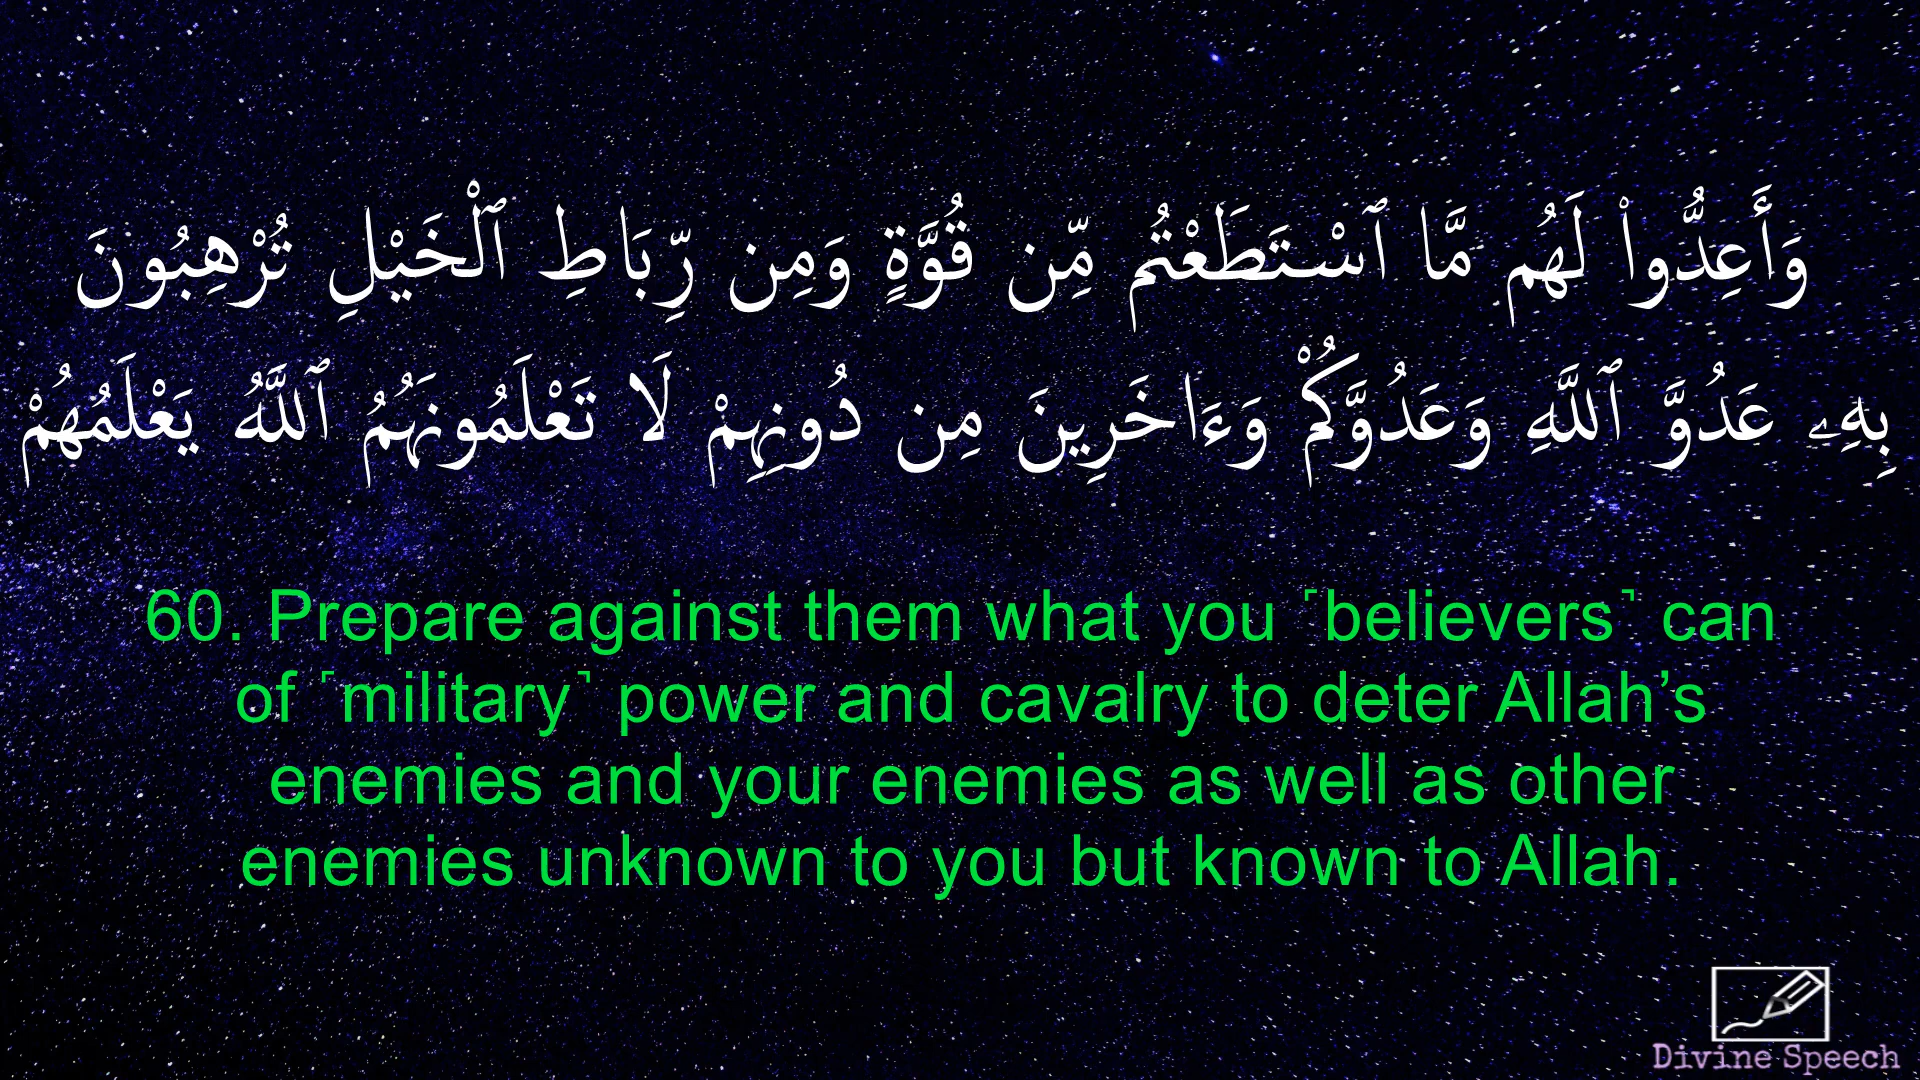 وَأَعِدُّوا۟ لَهُم مَّا ٱسْتَطَعْتُم مِّن قُوَّةٍ وَمِن رِّبَاطِ ٱلْخَيْلِ تُرْهِبُونَ
بِهِۦ عَدُوَّ ٱللَّهِ وَعَدُوَّكُمْ وَءَاخَرِينَ مِن دُونِهِمْ لَا تَعْلَمُونَهُمُ ٱللَّهُ يَعْلَمُهُمْ
60. Prepare against them what you ˹believers˺ can
of ˹military˺ power and cavalry to deter Allah’s
enemies and your enemies as well as other
enemies unknown to you but known to Allah.
Divine Speech